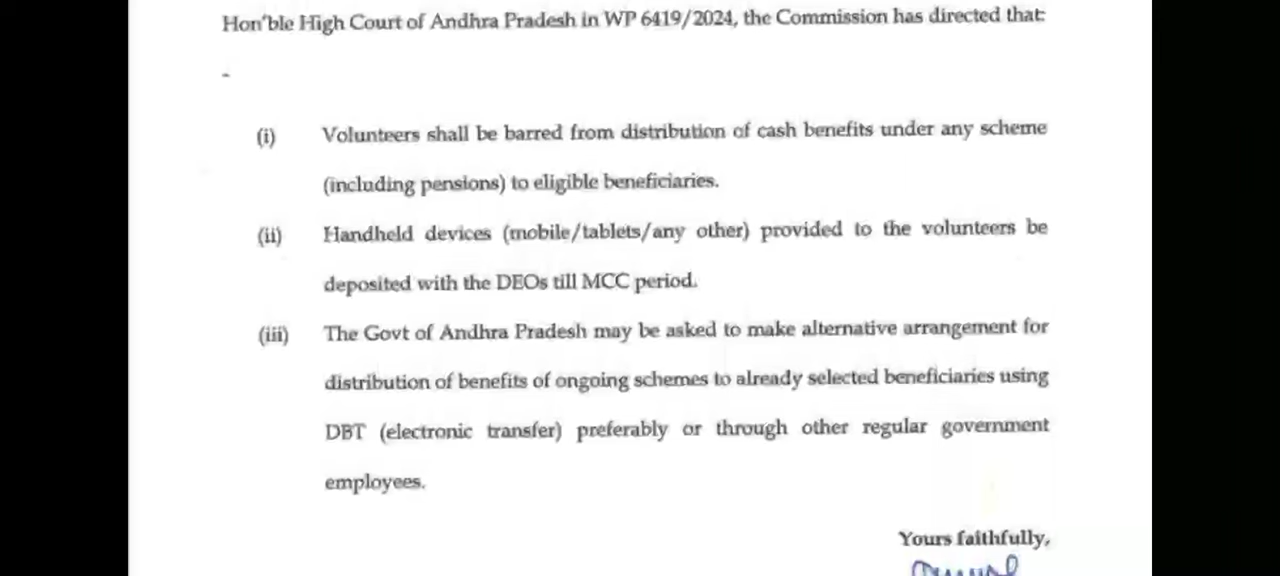 Hon'ble High Court of Andhra Pradesh in WP 6419/2024, the Commission has directed that:
-
(i) Volunteers shall be barred from distribution of cash benefits under any scheme
(including pensions) to eligible beneficiaries.
(ii) Handheld devices (mobile/tablets/any other) provided to the volunteers be
deposited with the DEOs till MCC period.
(iii) The Govt of Andhra Pradesh may be asked to make alternative arrangement for
distribution of benefits of ongoing schemes to already selected beneficiaries using
DBT (electronic transfer) preferably or through other regular government
employees.
Yours faithfully,